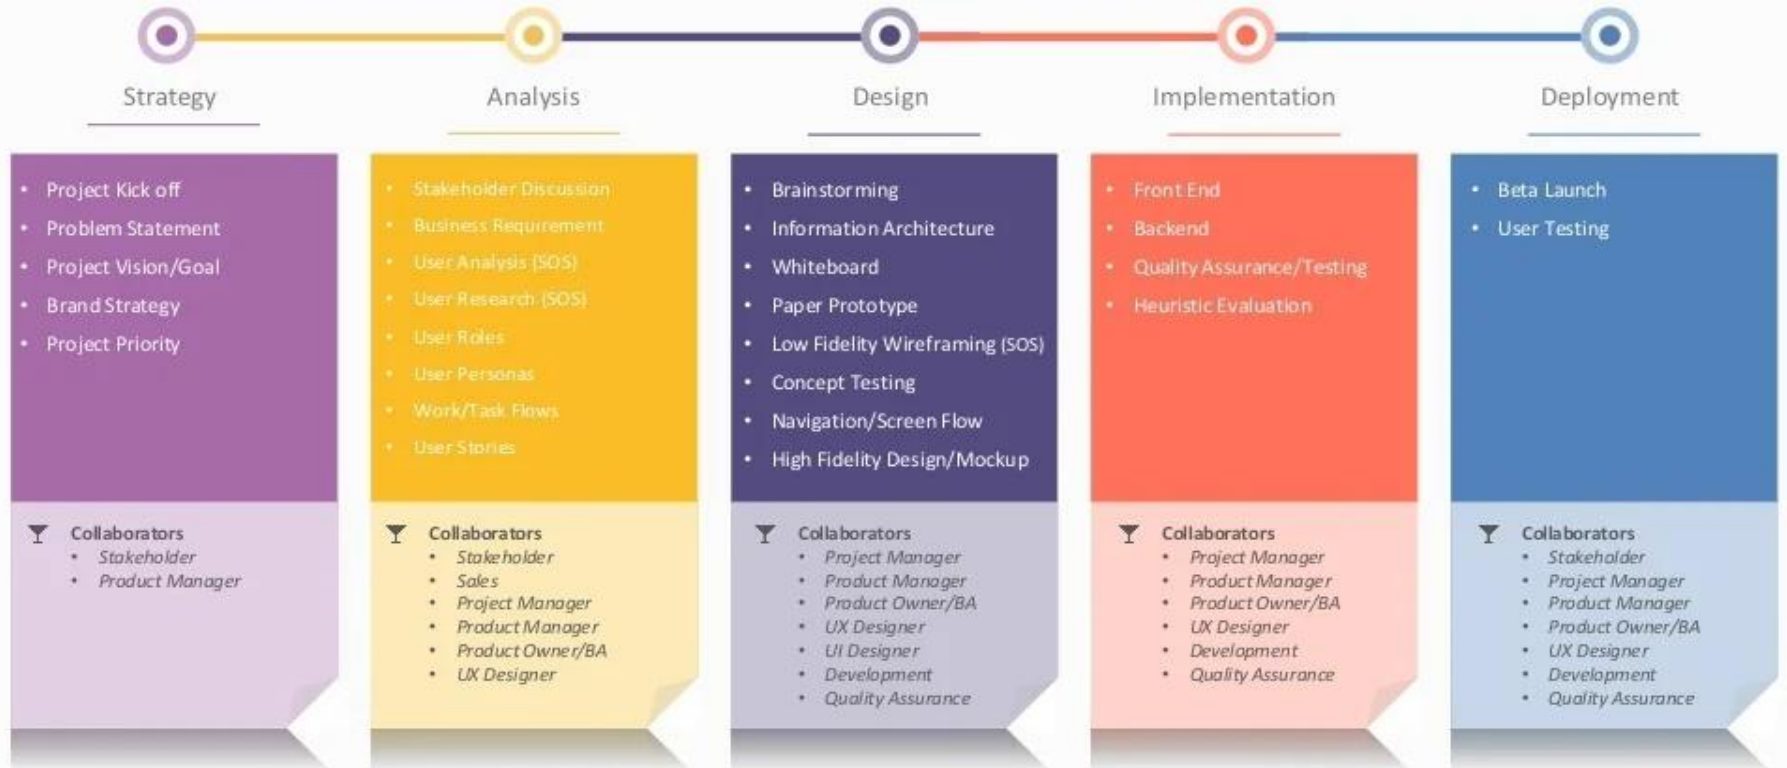 Strategy
Analysis
Design
Implementation
Deployment
• Project Kick off
• Problem Statement
• Project Vision/Goal
• Brand Strategy
• Project Priority
• Stakeholder Discussion
• Business Requirement
• User Analysis (SOS)
• User Research (SOS)
• User Roles
• User Personas
• Work/Task Flows
• User Stories
• Brainstorming
• Information Architecture
• Whiteboard
• Paper Prototype
• Low Fidelity Wireframing (SOS)
• Concept Testing
• Navigation/Screen Flow
• High Fidelity Design/Mockup
• Front End
• Backend
• Quality Assurance/Testing
• Heuristic Evaluation
• Beta Launch
• User Testing
Collaborators
• Stakeholder
• Product Manager
Collaborators
• Stakeholder
• Sales
• Project Manager
• Product Manager
• Product Owner/BA
• UX Designer
Collaborators
• Project Manager
• Product Manager
• Product Owner/BA
• UX Designer
• UI Designer
• Development
• Quality Assurance
Collaborators
• Project Manager
• Product Manager
• Product Owner/BA
• UX Designer
• Development
• Quality Assurance
Collaborators
• Stakeholder
• Project Manager
• Product Manager
• Product Owner/BA
• UX Designer
• Development
• Quality Assurance